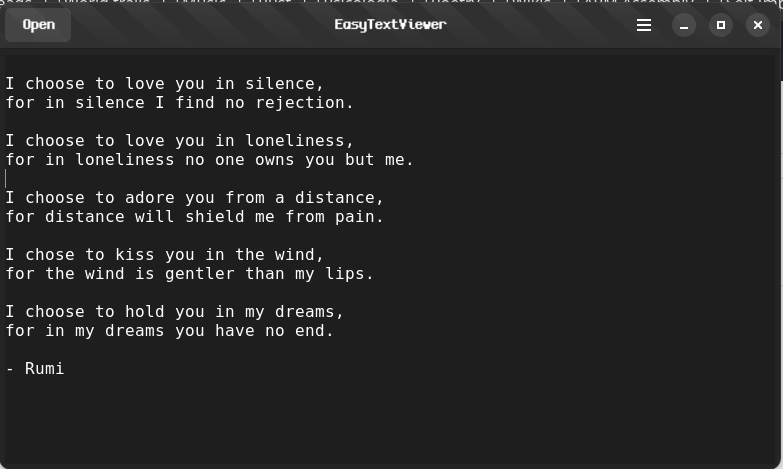 Open
EasyTextViewer
I choose to love you in silence,
for in silence I find no rejection.
I choose to love you in loneliness,
for in loneliness no one owns you but me.
I choose to adore you from a distance,
for distance will shield me from pain.
I chose to kiss you in the wind,
for the wind is gentler than my lips.
I choose to hold you in my dreams,
for in my dreams you have no end.
- Rumi